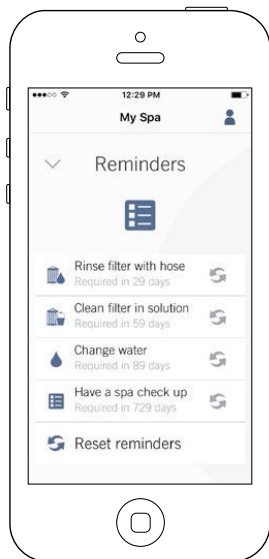 12:29 PM
My Spa
Reminders
Rinse filter with hose
Required in 29 days
Clean filter in solution
Required in 59 days
Change water
Required in 89 days
Have a spa check up
Required in 729 days
Reset reminders